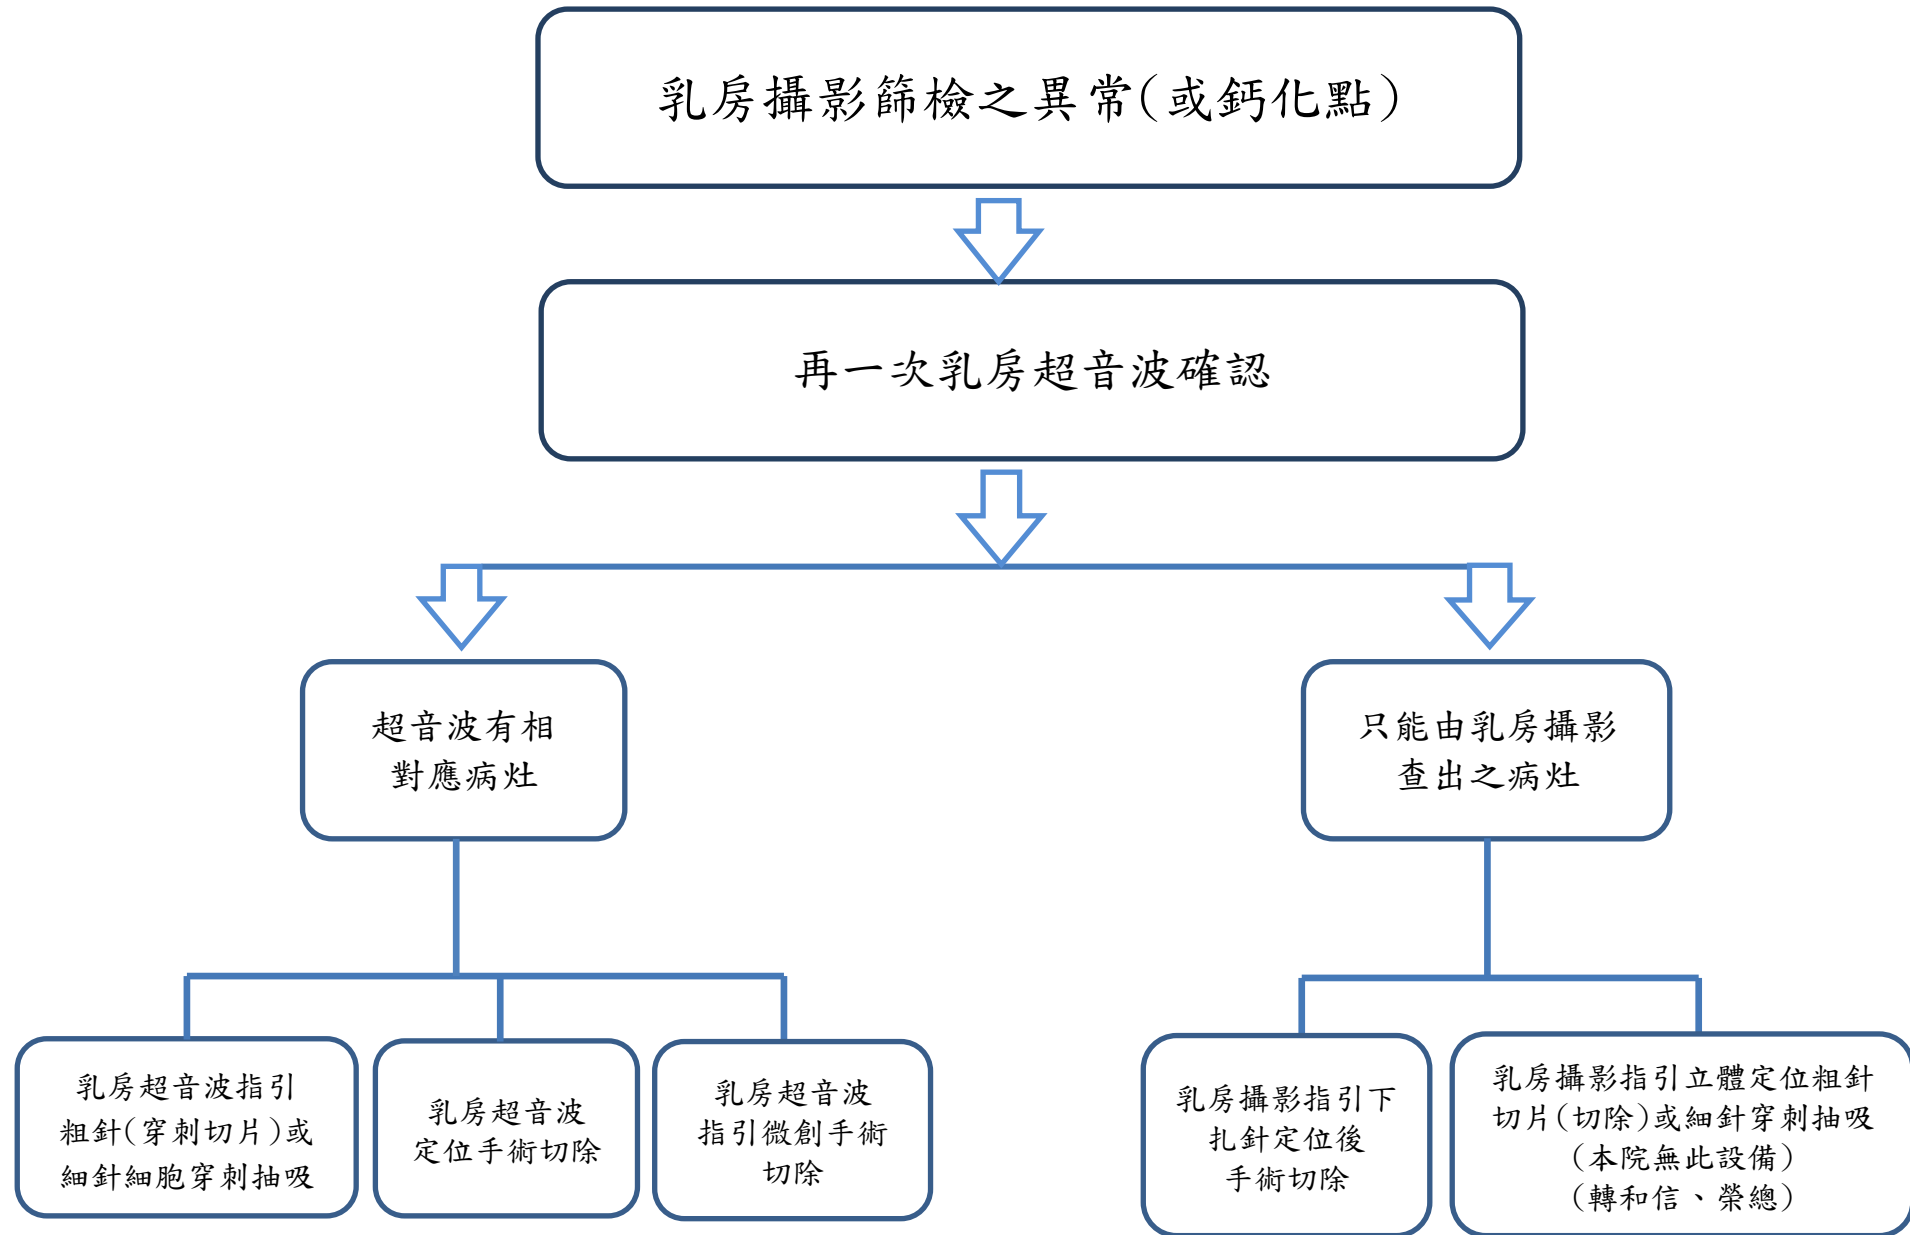 乳房攝影篩檢之異常(或鈣化點)
再一次乳房超音波確認
超音波有相
對應病灶
只能由乳房攝影
查出之病灶
乳房超音波指引
粗針(穿刺切片)或
細針細胞穿刺抽吸
乳房超音波
定位手術切除
乳房超音波
指引微創手術
切除
乳房攝影指引下
扎針定位後
手術切除
乳房攝影指引立體定位粗針
切片(切除)或細針穿刺抽吸
(本院無此設備)
(轉和信、榮總)